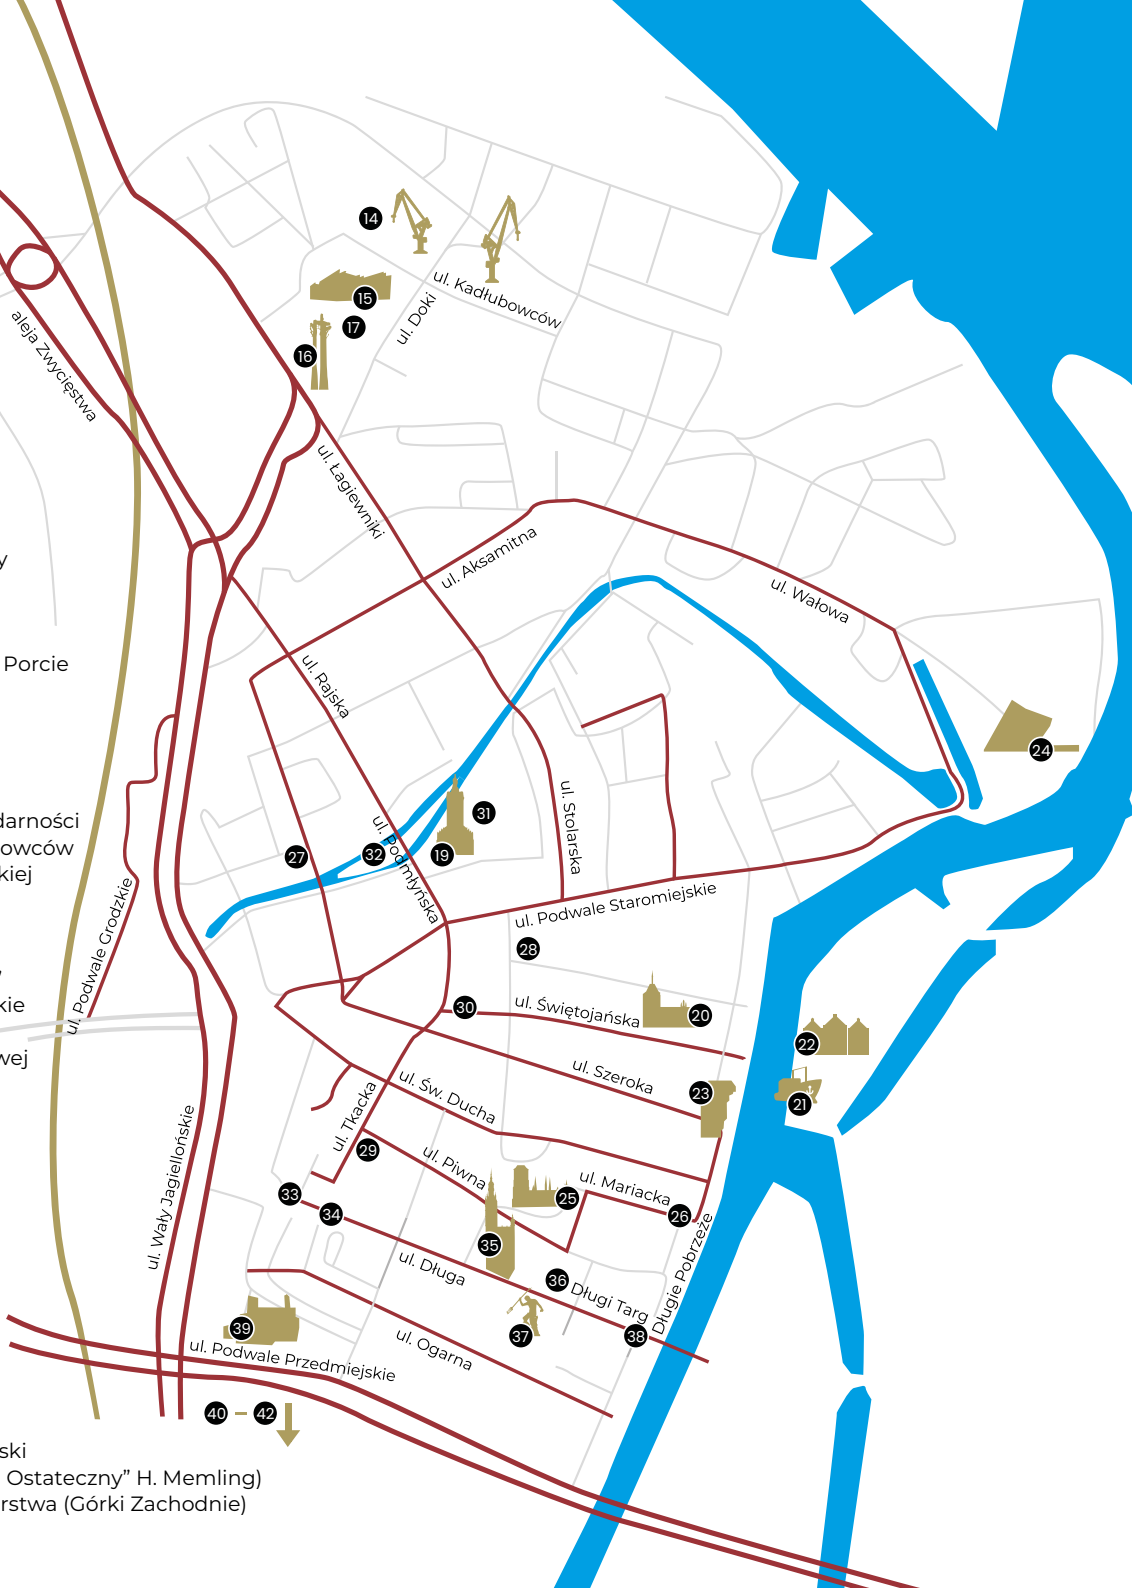 14
ul. Kadłubowców
15
ul. Doki
17
16
aleja Zwycięstwa
ul. Łagiewniki
ul. Aksamitna
y
ul. Wałowa
Porcie
ul. Rajska
24
ul. Stolarska
31
darności
ul. Podmłyńska
owców
27
32
19
kiej
ul. Podwale Staromiejskie
ul. Podwale Grodzkie
28
kie
30
ul. Świętojańska
20
wej
22
ul. Szeroka
23
21
ul. Św. Ducha
ul. Tkacka
29
ul. Piwna
ul. Mariacka
33
25
34
26
ul. Wały Jagiellońskie
35
ul. Długa
Długie Pobrzeże
36
Długi Targ
37
38
39
ul. Ogarna
ul. Podwale Przedmiejskie
40 – 42
ski
Ostateczny” H. Memling)
rstwa (Górki Zachodnie)